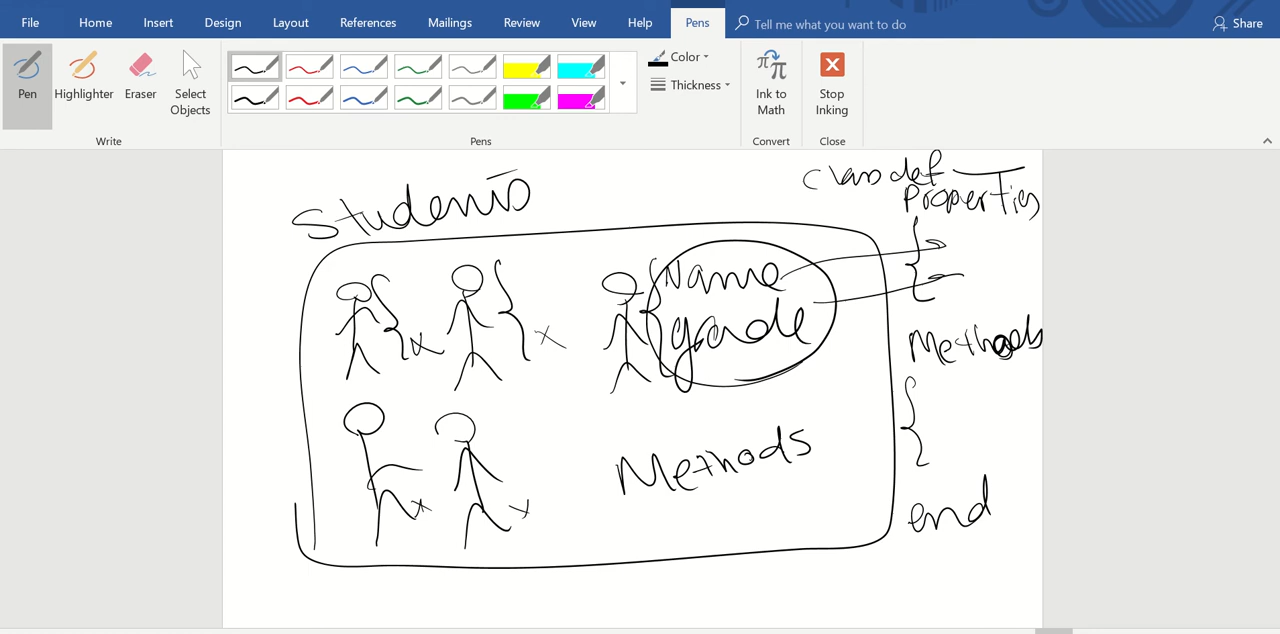 File Home Insert Design Layout References Mailings Review View Help Pens Tell me what you want to do Share
Pen Highlighter Eraser Select Objects
Color
Thickness
Ink to Math
Stop Inking
Write Pens Convert Close
Students
Name
grade
Methods
class def
Properties
Methods
end